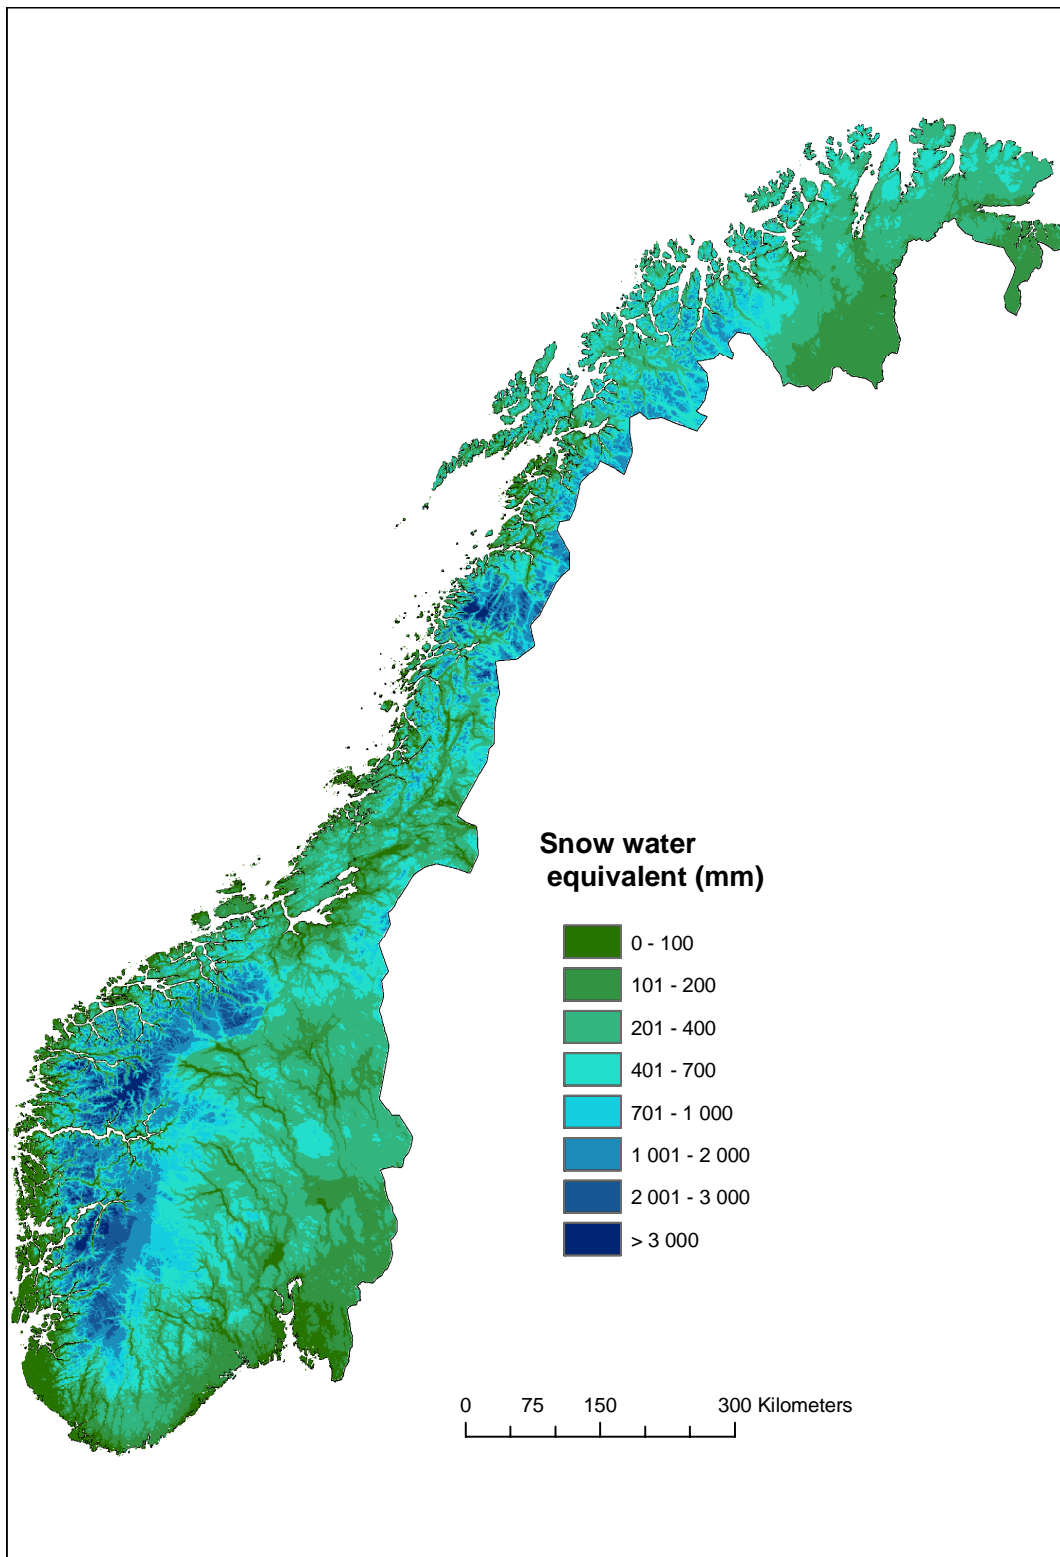 Snow water
equivalent (mm)
0 - 100
101 - 200
201 - 400
401 - 700
701 - 1 000
1 001 - 2 000
2 001 - 3 000
> 3 000
0 75 150 300 Kilometers